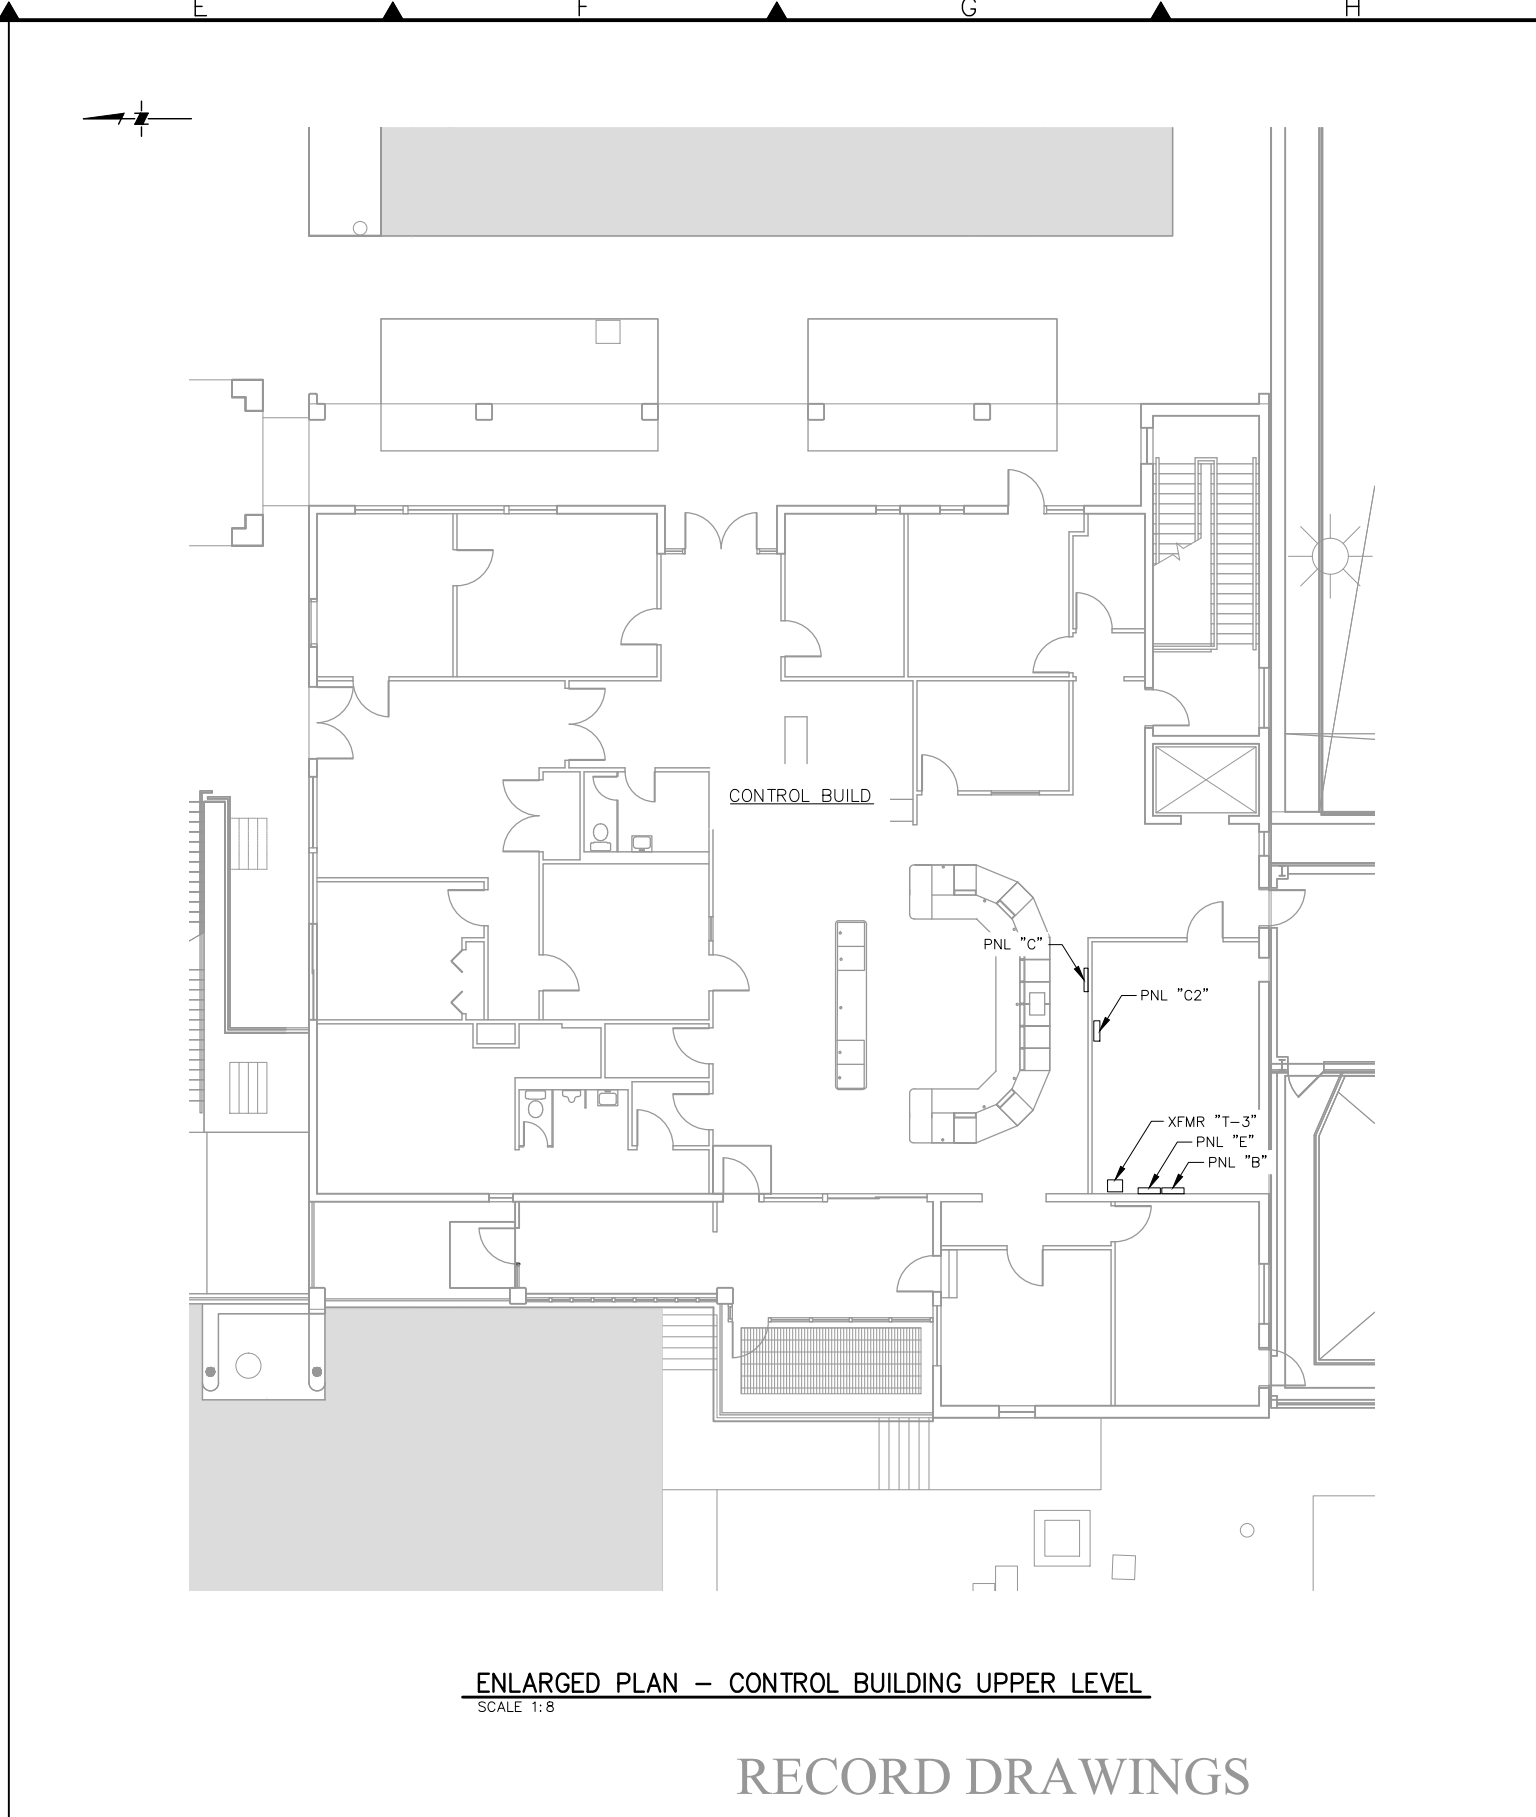 E F G H
CONTROL BUILD
PNL "C"
PNL "C2"
XFMR "T-3"
PNL "E"
PNL "B"
ENLARGED PLAN – CONTROL BUILDING UPPER LEVEL
SCALE 1:8
RECORD DRAWINGS